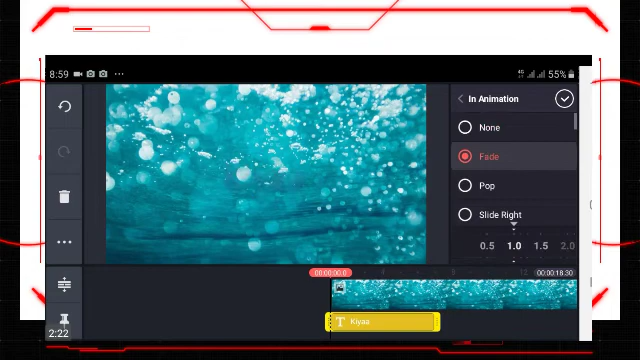 8:59
4G 55%
In Animation
None
Fade
Pop
Slide Right
0.5 1.0 1.5 2.0
00:00:00.0
00:00:18.30
T Kiyaa
2:22